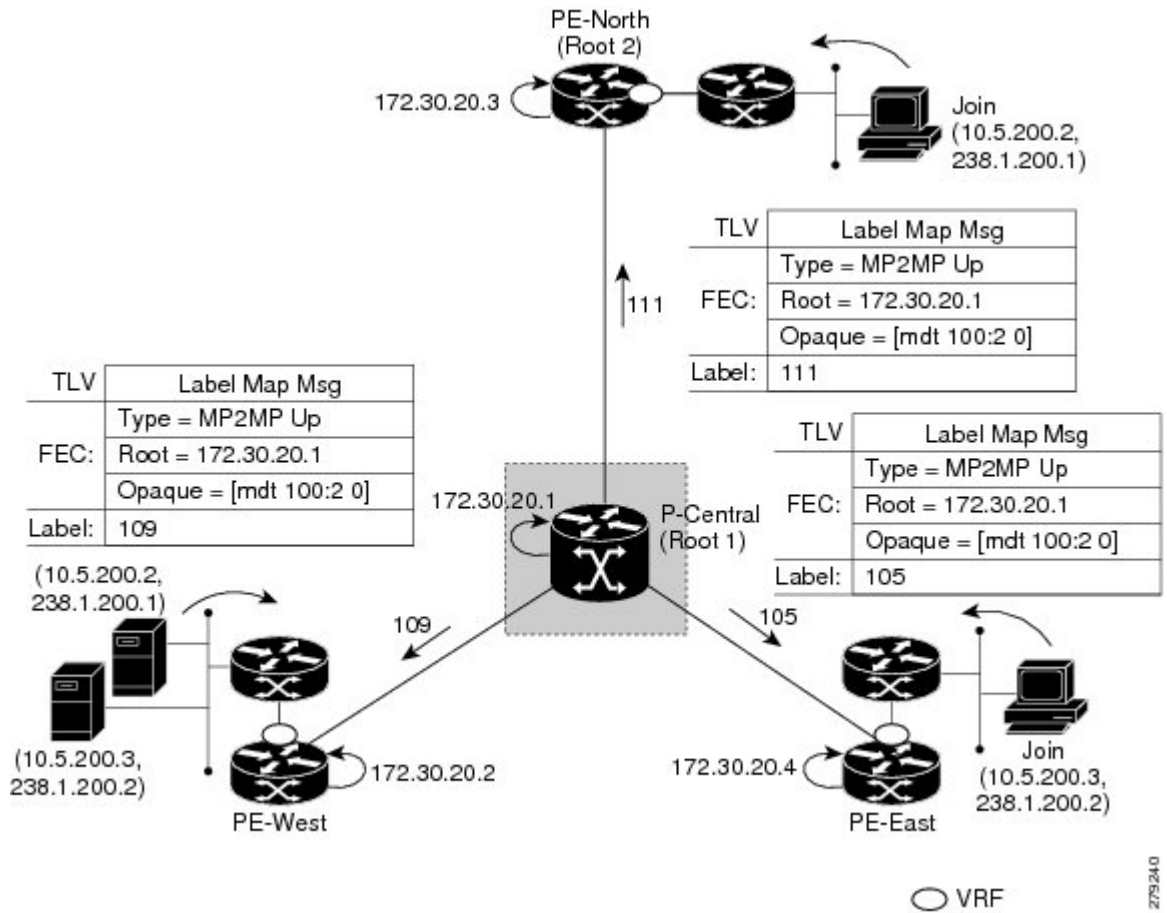 PE-North
(Root 2)
172.30.20.3
Join
(10.5.200.2,
238.1.200.1)
TLV Label Map Msg
Type = MP2MP Up
FEC: Root = 172.30.20.1
Opaque = [mdt 100:2 0]
Label: 111
111
TLV Label Map Msg
Type = MP2MP Up
FEC: Root = 172.30.20.1
Opaque = [mdt 100:2 0]
Label: 109
TLV Label Map Msg
Type = MP2MP Up
FEC: Root = 172.30.20.1
Opaque = [mdt 100:2 0]
Label: 105
172.30.20.1
P-Central
(Root 1)
(10.5.200.2,
238.1.200.1)
109
105
(10.5.200.3,
238.1.200.2)
172.30.20.2
PE-West
172.30.20.4
PE-East
Join
(10.5.200.3,
238.1.200.2)
VRF
279240